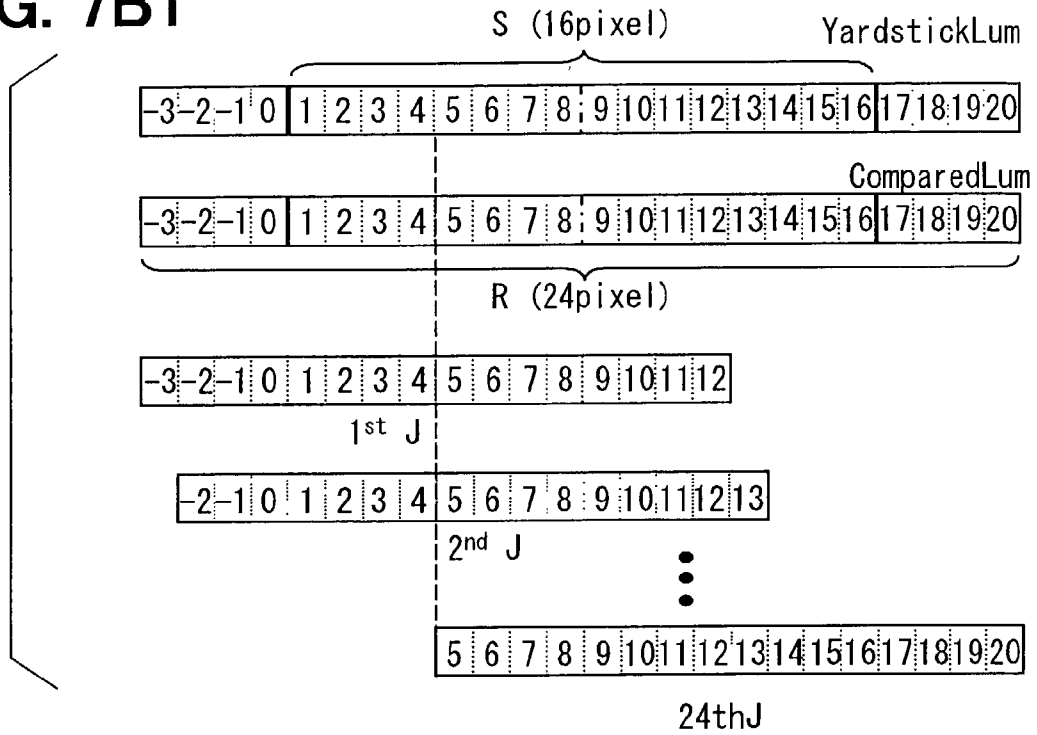 G. 7B1
S (16pixel)
YardstickLum
-3 -2 -1 0 1 2 3 4 5 6 7 8 9 10 11 12 13 14 15 16 17 18 19 20
ComparedLum
-3 -2 -1 0 1 2 3 4 5 6 7 8 9 10 11 12 13 14 15 16 17 18 19 20
R (24pixel)
-3 -2 -1 0 1 2 3 4 5 6 7 8 9 10 11 12
1st J
-2 -1 0 1 2 3 4 5 6 7 8 9 10 11 12 13
2nd J
5 6 7 8 9 10 11 12 13 14 15 16 17 18 19 20
24thJ